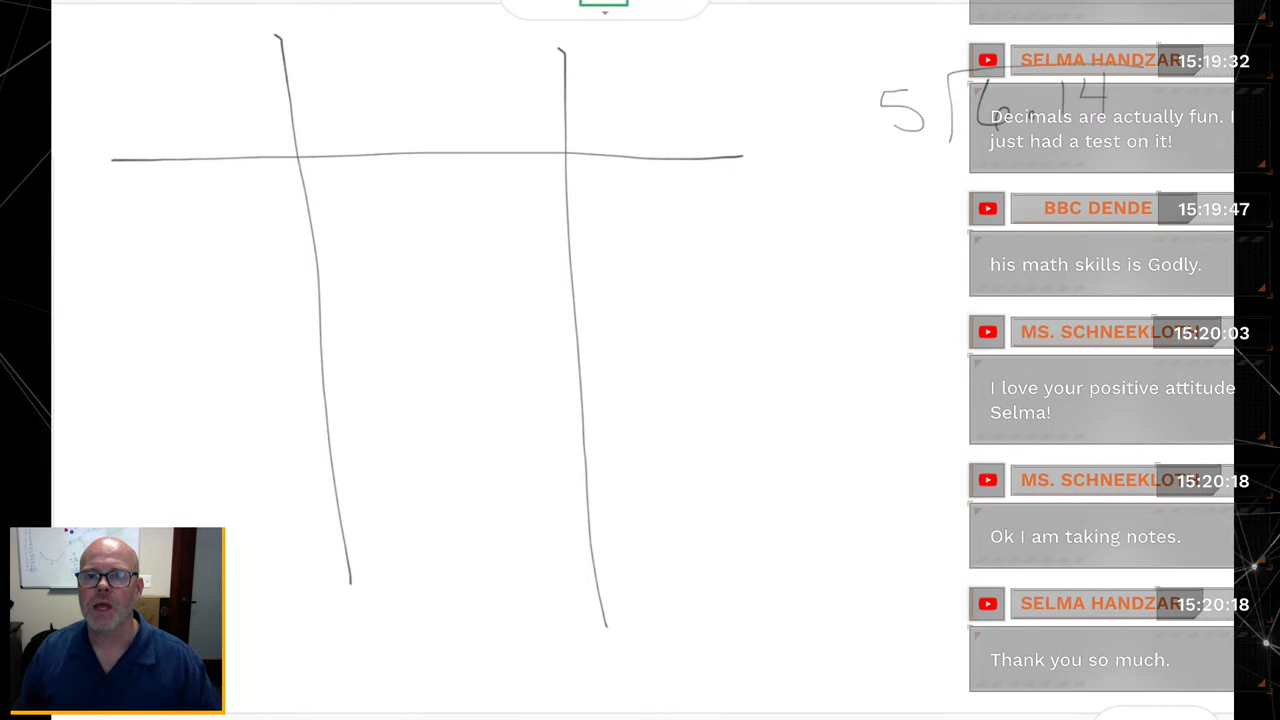 SELMA HANDZAR 15:19:32
5 6.14
Decimals are actually fun. I
just had a test on it!
BBC DENDE 15:19:47
his math skills is Godly.
MS. SCHNEEKLOTH 15:20:03
I love your positive attitude
Selma!
MS. SCHNEEKLOTH 15:20:18
Ok I am taking notes.
SELMA HANDZAR 15:20:18
Thank you so much.